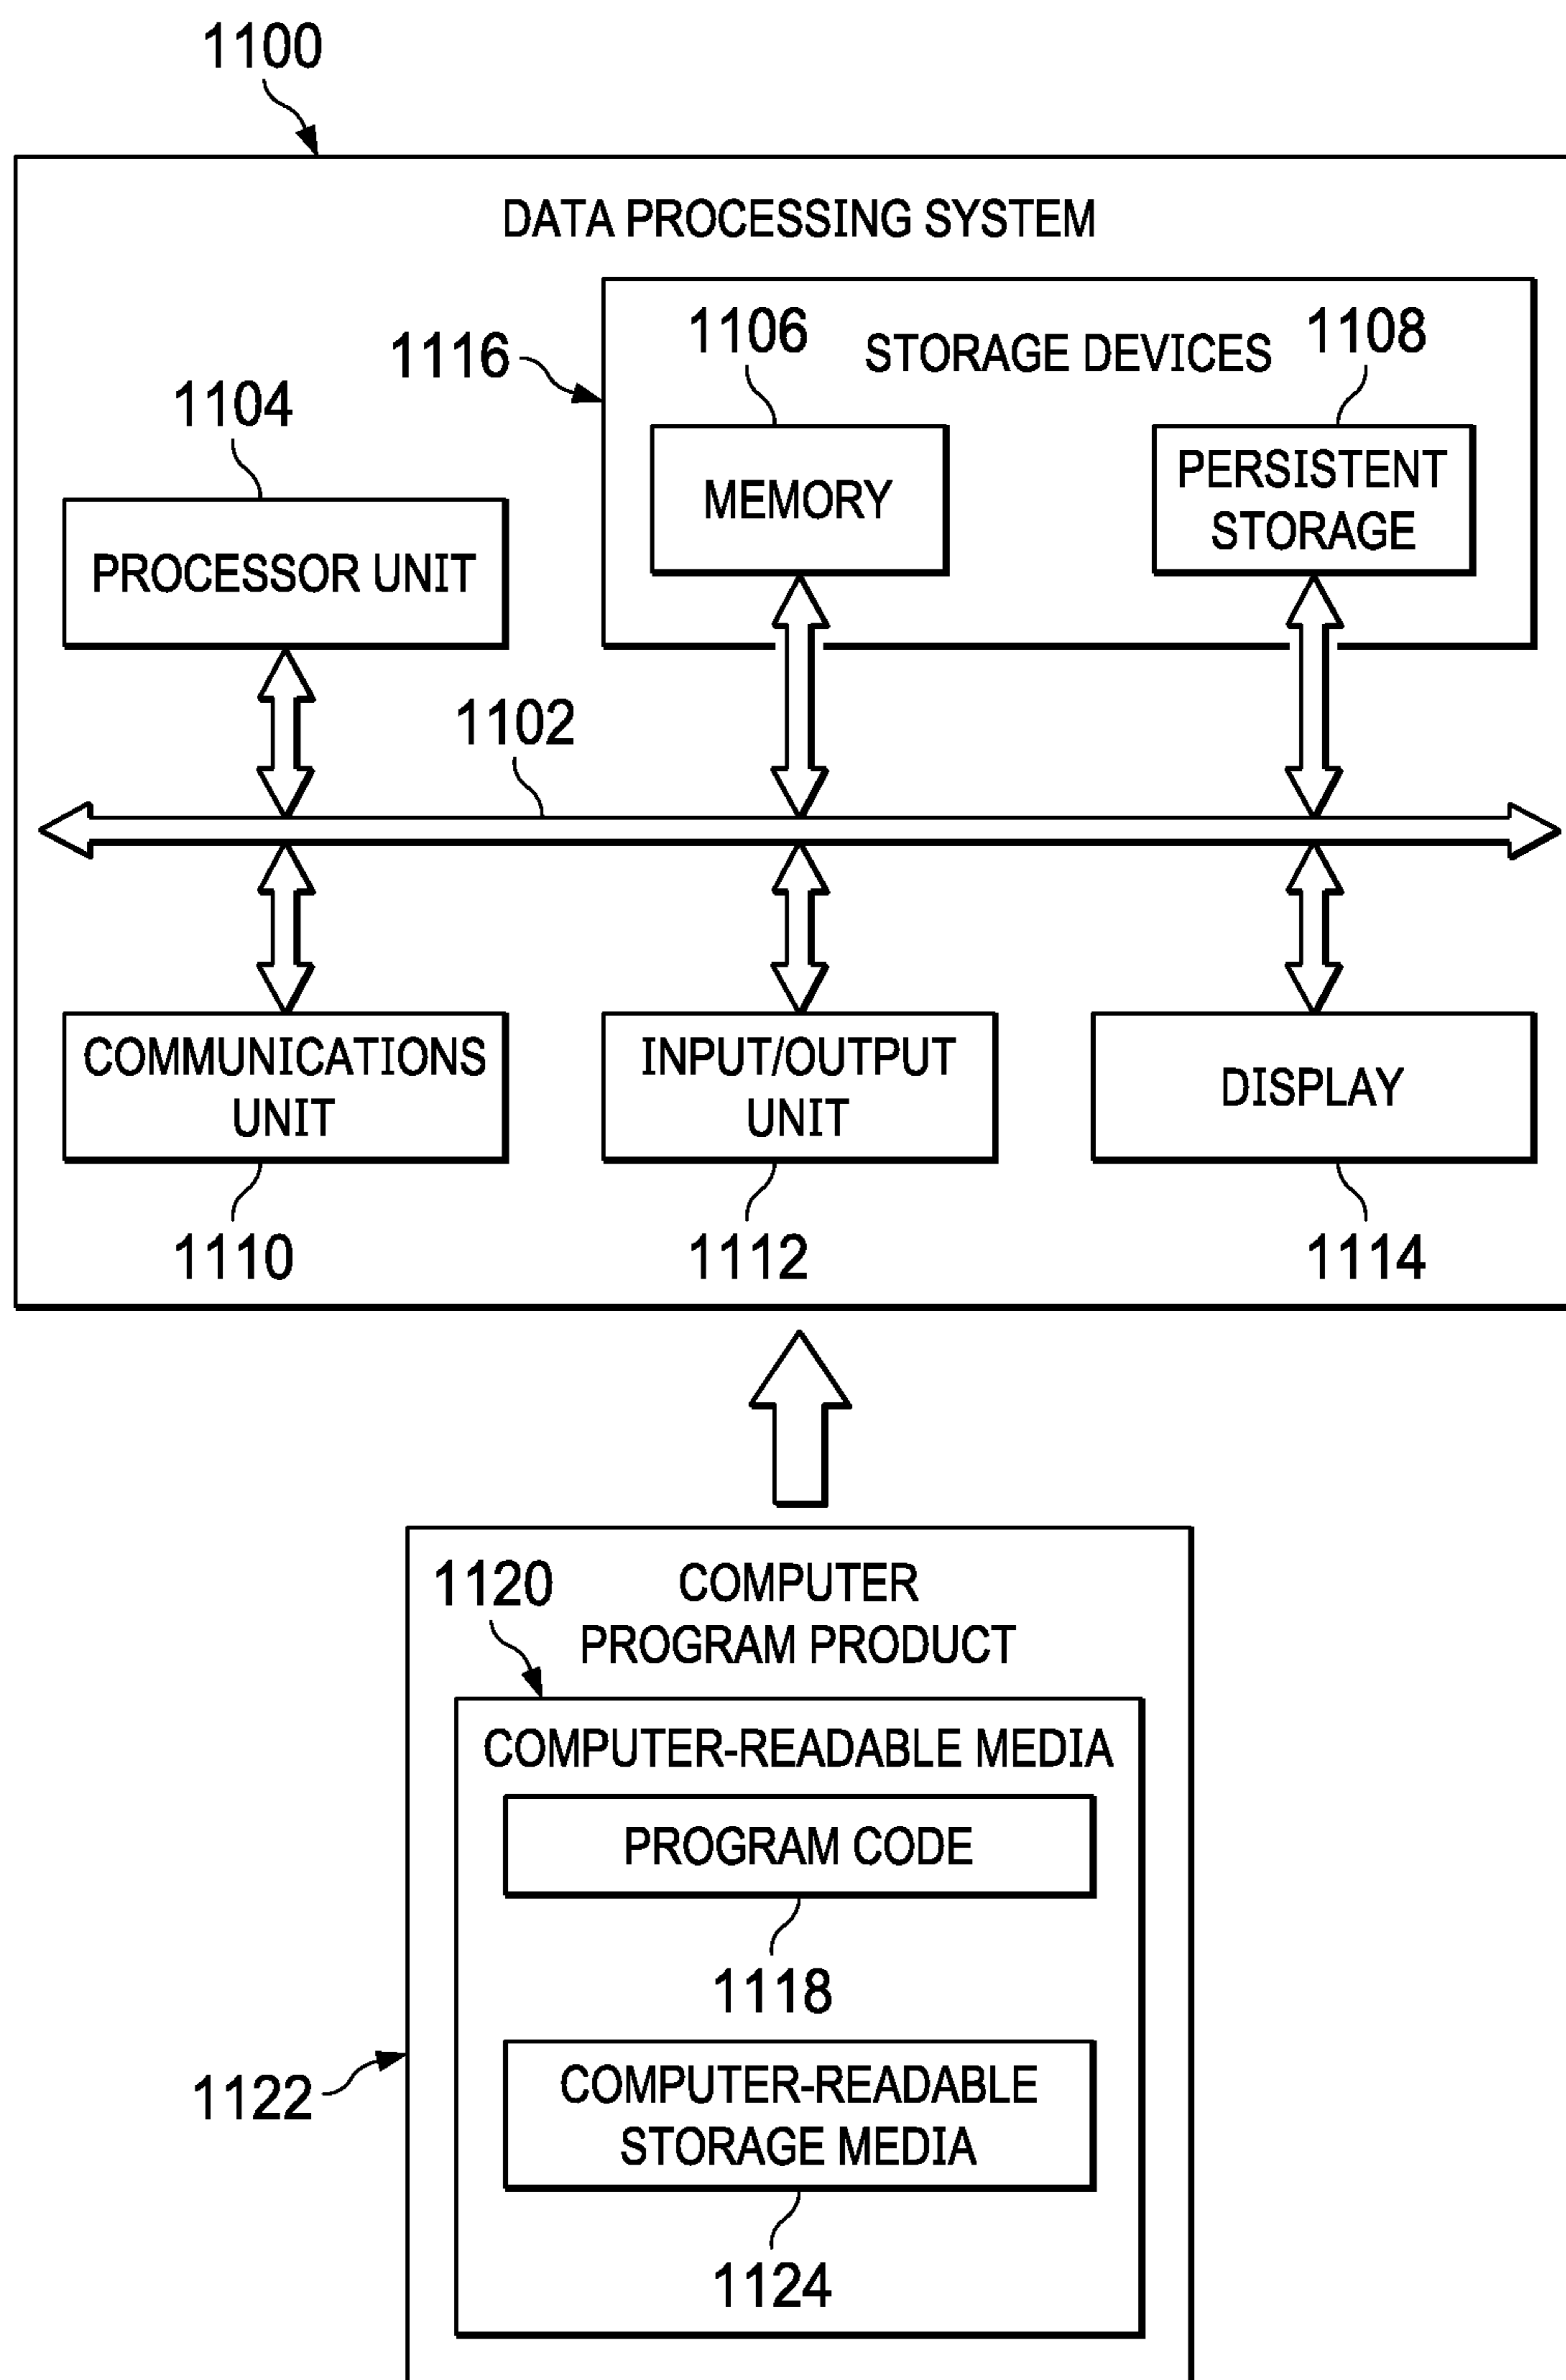 1100
DATA PROCESSING SYSTEM
1116
1106
STORAGE DEVICES
1108
1104
MEMORY
PERSISTENT
STORAGE
PROCESSOR UNIT
1102
COMMUNICATIONS
UNIT
INPUT/OUTPUT
UNIT
DISPLAY
1110
1112
1114
1120
COMPUTER
PROGRAM PRODUCT
COMPUTER-READABLE MEDIA
PROGRAM CODE
1118
1122
COMPUTER-READABLE
STORAGE MEDIA
1124